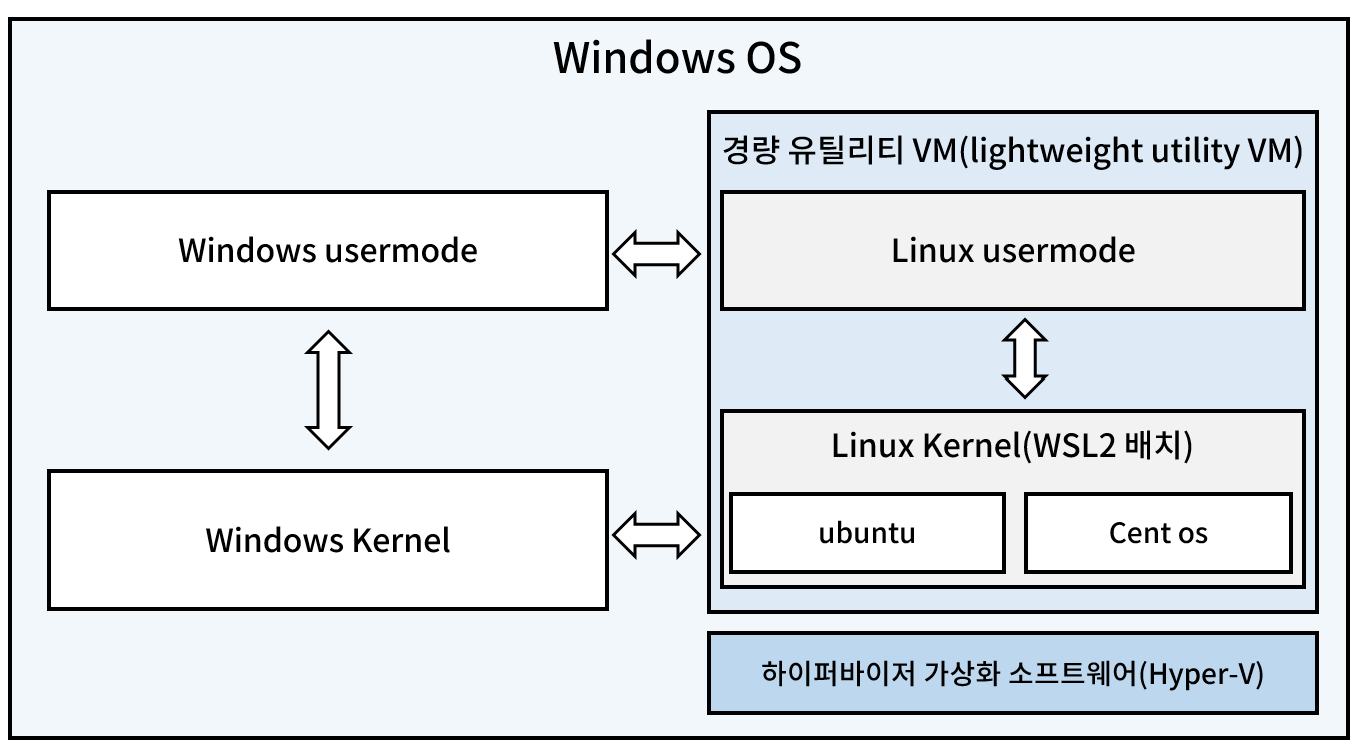 Windows OS
경량 유틸리티 VM(lightweight utility VM)
Windows usermode
Linux usermode
Linux Kernel(WSL2 배치)
Windows Kernel
ubuntu
Cent os
하이퍼바이저 가상화 소프트웨어(Hyper-V)